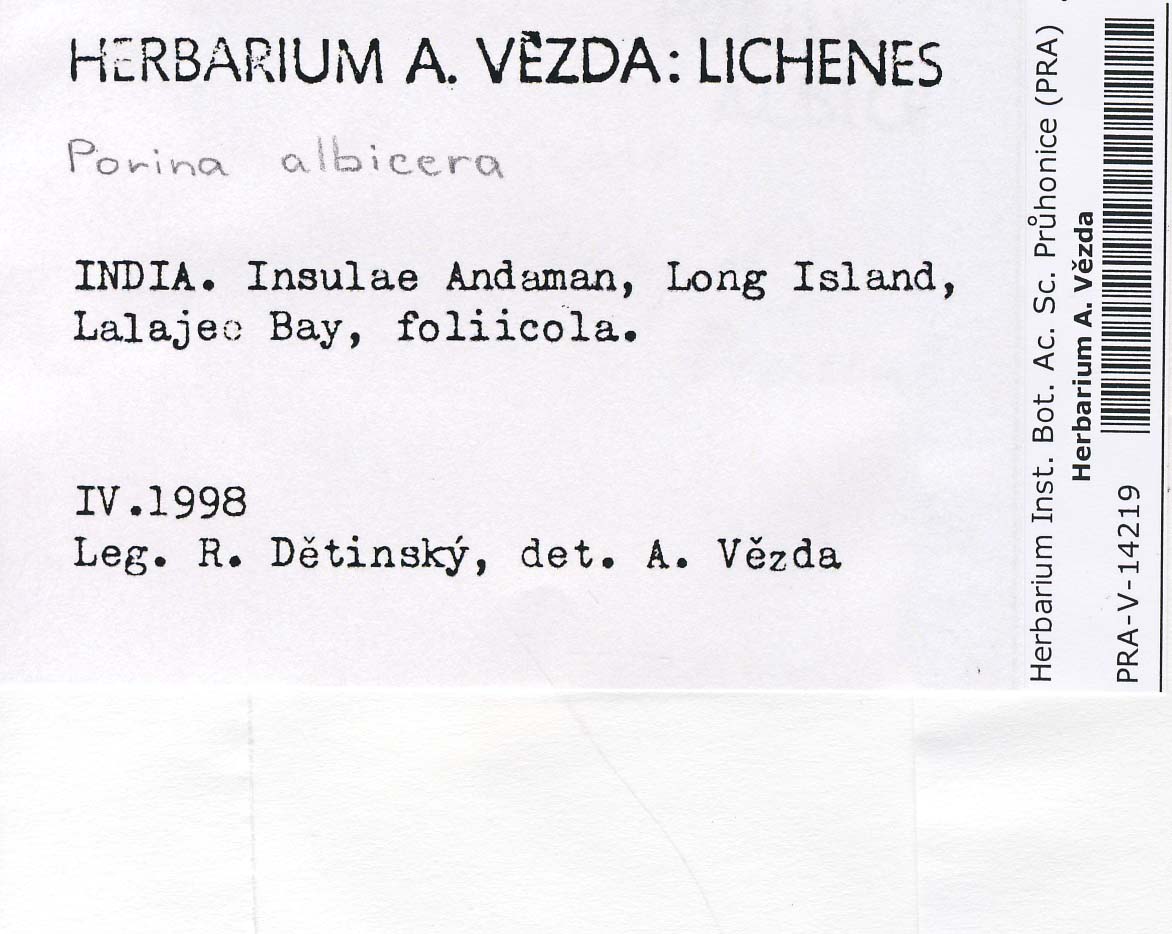 HERBARIUM A. VĚZDA: LICHENES
Porina albicera
INDIA. Insulae Andaman, Long Island,
Lalajee Bay, foliicola.
IV.1998
Leg. R. Dětinský, det. A. Vězda
Herbarium Inst. Bot. Ac. Sc. Průhonice (PRA)
Herbarium A. Vězda
PRA-V-14219